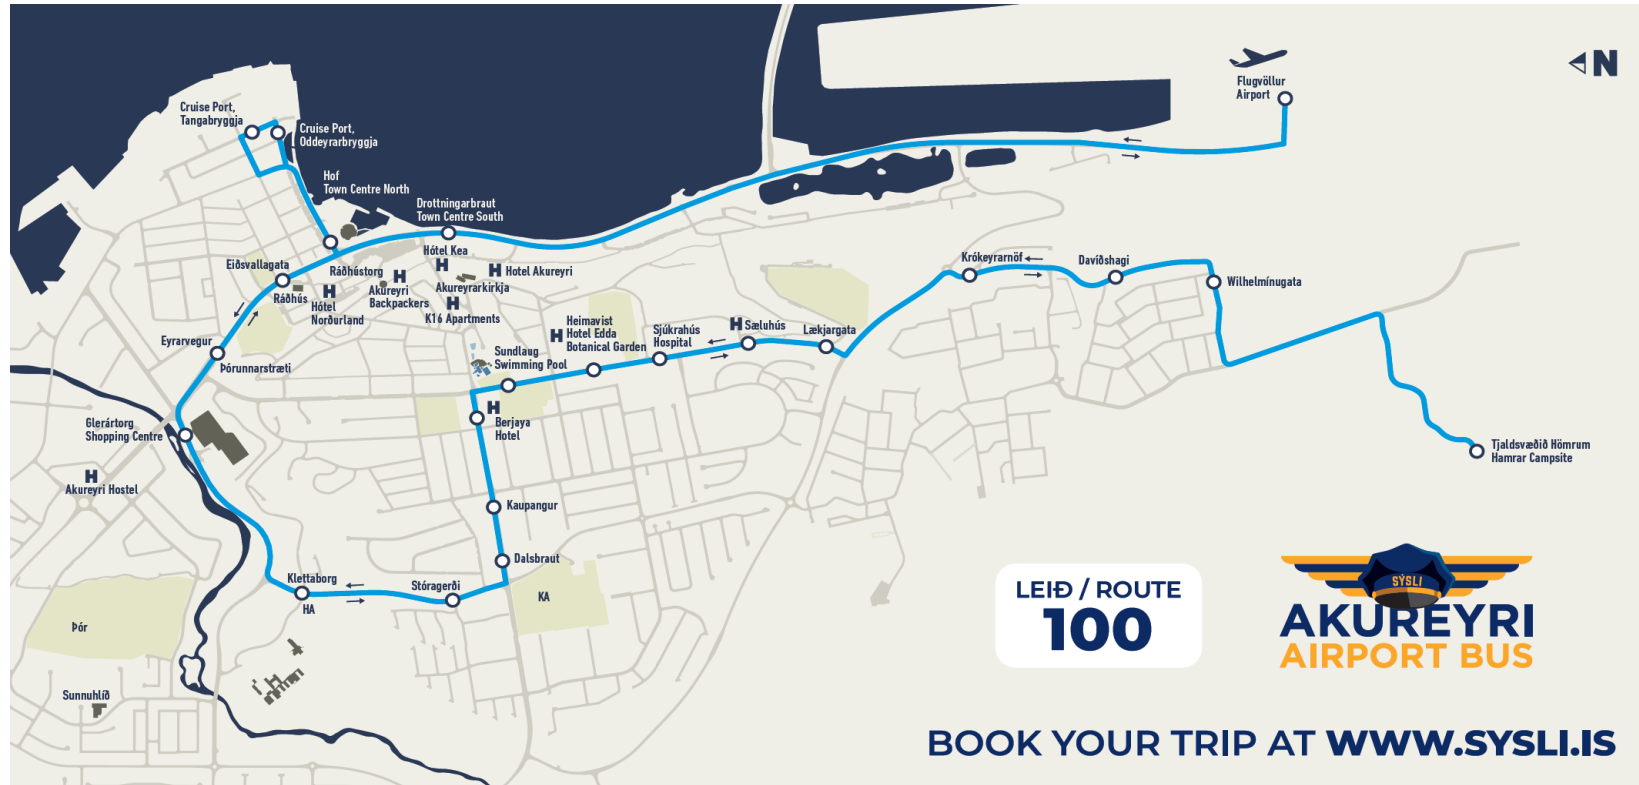 Flugvöllur
Airport
N
Cruise Port,
Tangabryggja
Cruise Port,
Oddeyrarbryggja
Hof
Town Centre North
Drottningarbraut
Town Centre South
Hótel Kea
Eiðsvallagata
Ráðhústorg
Hotel Akureyri
Akureyri
Backpackers
Akureyrarkirkja
Ráðhús
Hótel
Norðurland
K16 Apartments
Krókeyrarnöf
Davíðshagi
Wilhelmínugata
Heimavist
Hotel Edda
Botanical Garden
Sjúkrahús
Hospital
Sæluhús
Lækjargata
Eyrarvegur
Þórunnarstræti
Sundlaug
Swimming Pool
Berjaya
Hotel
Glerártorg
Shopping Centre
Akureyri Hostel
Tjaldsvæðið Hömrum
Hamrar Campsite
Kaupangur
Dalsbraut
Klettaborg
HA
Stóragerði
KA
Þór
Sunnuhlíð
LEIÐ / ROUTE
100
SÝSLI
AKUREYRI
AIRPORT BUS
BOOK YOUR TRIP AT WWW.SYSLI.IS
H
H
H
H
H
H
H
H
H